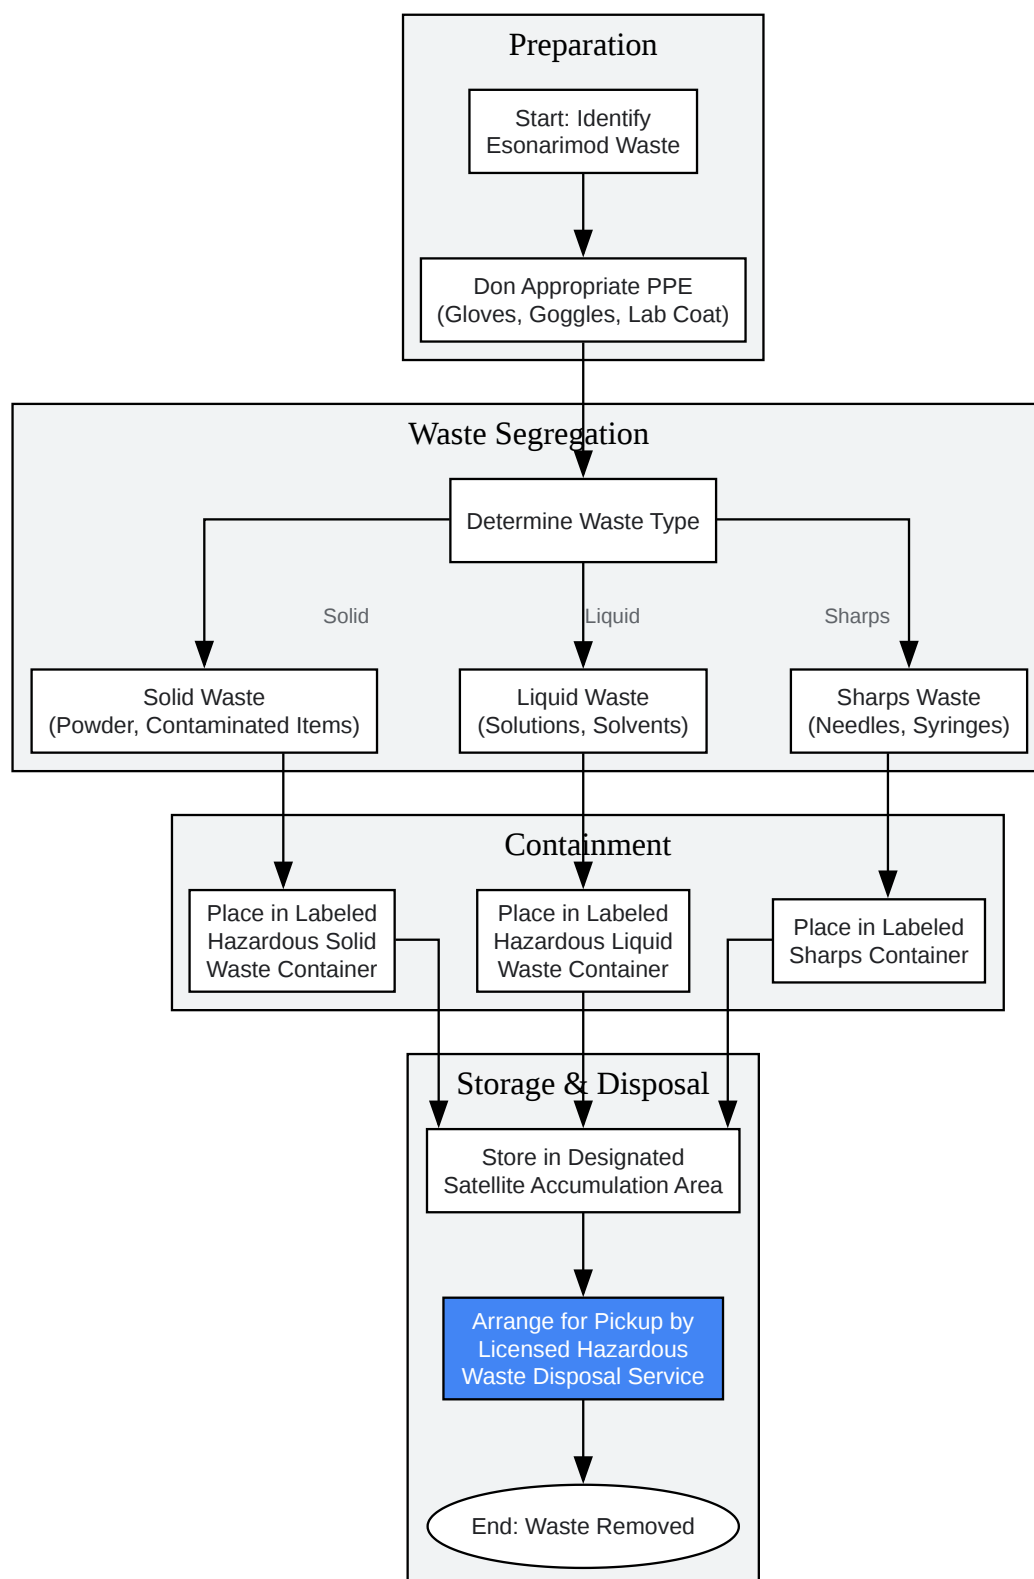 Preparation
Start: Identify
Esonarimod Waste
Don Appropriate PPE
(Gloves, Goggles, Lab Coat)
Waste Segregation
Determine Waste Type
Solid
Liquid
Sharps
Solid Waste
(Powder, Contaminated Items)
Liquid Waste
(Solutions, Solvents)
Sharps Waste
(Needles, Syringes)
Containment
Place in Labeled
Hazardous Solid
Waste Container
Place in Labeled
Hazardous Liquid
Waste Container
Place in Labeled
Sharps Container
Storage & Disposal
Store in Designated
Satellite Accumulation Area
Arrange for Pickup by
Licensed Hazardous
Waste Disposal Service
End: Waste Removed